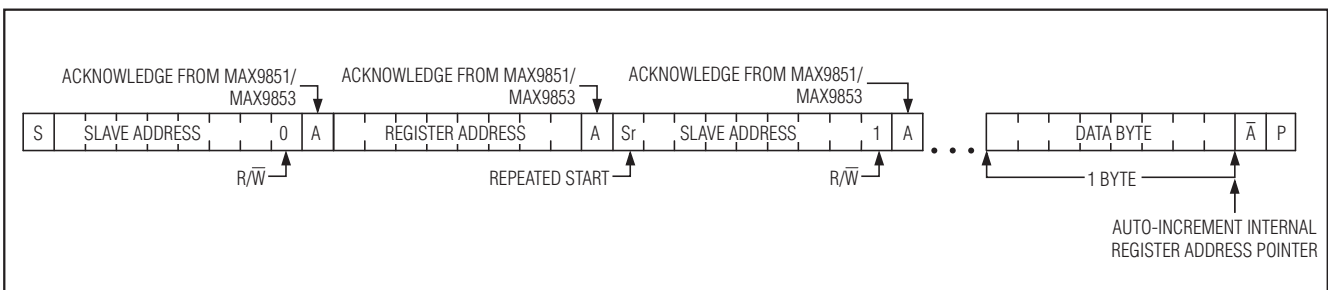 ACKNOWLEDGE FROM MAX9851/
MAX9853
ACKNOWLEDGE FROM MAX9851/
MAX9853
ACKNOWLEDGE FROM MAX9851/
MAX9853
S SLAVE ADDRESS 0 A REGISTER ADDRESS A Sr SLAVE ADDRESS 1 A ... DATA BYTE A̅ P
R/W̅ REPEATED START R/W̅ 1 BYTE
AUTO-INCREMENT INTERNAL
REGISTER ADDRESS POINTER